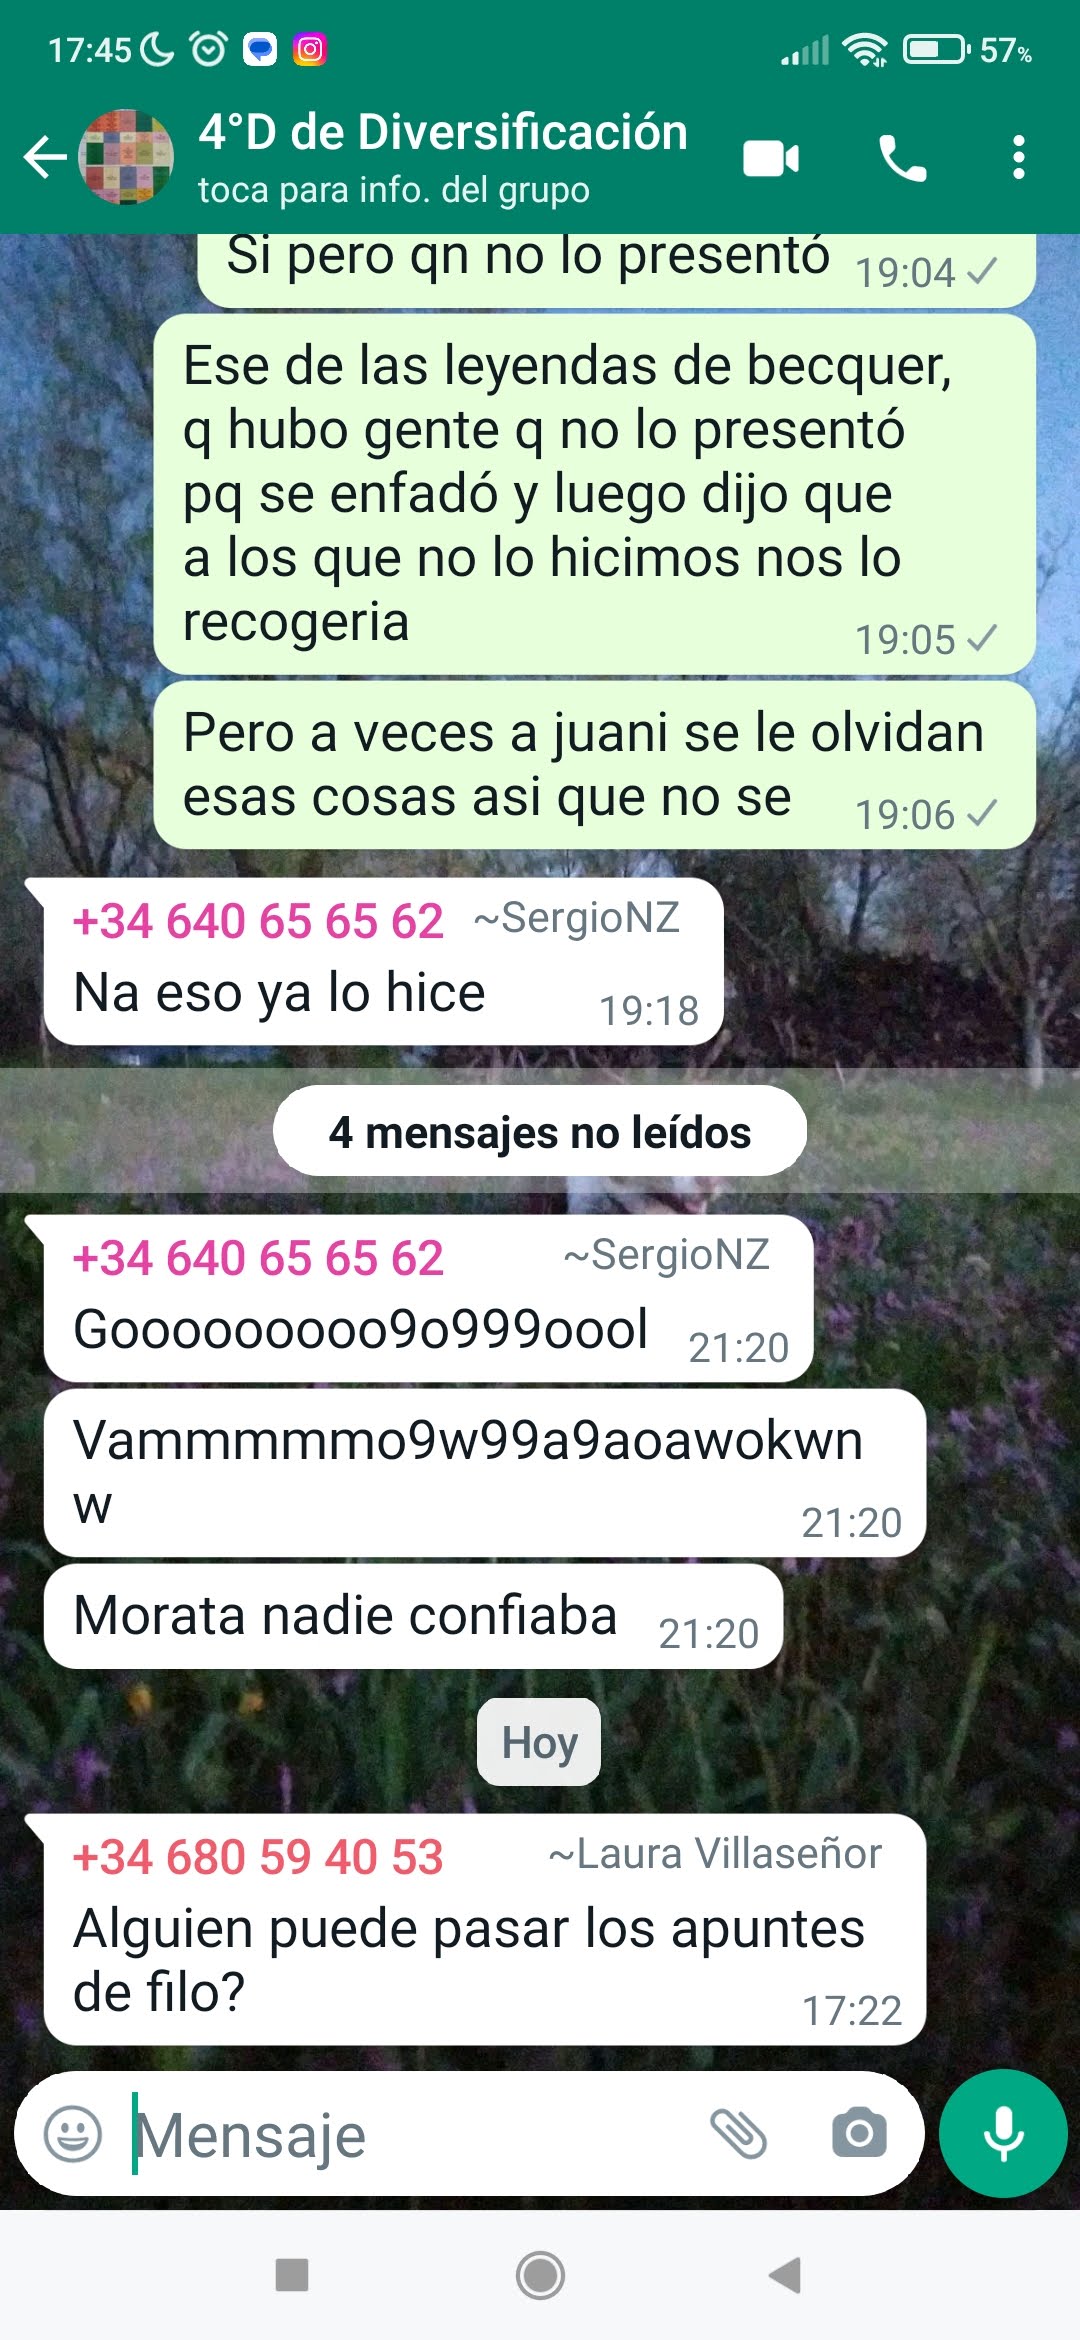 17:45
57%
4°D de Diversificación
toca para info. del grupo
Si pero qn no lo presentó 19:04
Ese de las leyendas de becquer,
q hubo gente q no lo presentó
pq se enfadó y luego dijo que
a los que no lo hicimos nos lo
recogeria 19:05
Pero a veces a juani se le olvidan
esas cosas asi que no se 19:06
+34 640 65 65 62 ~SergioNZ
Na eso ya lo hice 19:18
4 mensajes no leídos
+34 640 65 65 62 ~SergioNZ
Gooooooooo9o999oool 21:20
Vammmmmo9w99a9aoawokwn
w 21:20
Morata nadie confiaba 21:20
Hoy
+34 680 59 40 53 ~Laura Villaseñor
Alguien puede pasar los apuntes
de filo? 17:22
Mensaje